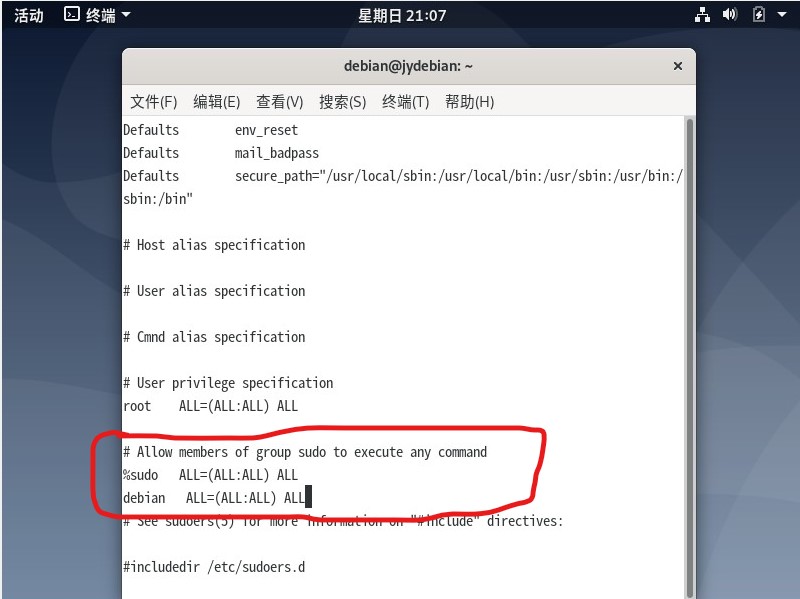 活动 终端 星期日 21:07
debian@jydebian: ~ ×
文件(F) 编辑(E) 查看(V) 搜索(S) 终端(T) 帮助(H)
Defaults env_reset
Defaults mail_badpass
Defaults secure_path="/usr/local/sbin:/usr/local/bin:/usr/sbin:/usr/bin:/
sbin:/bin"
# Host alias specification
# User alias specification
# Cmnd alias specification
# User privilege specification
root ALL=(ALL:ALL) ALL
# Allow members of group sudo to execute any command
%sudo ALL=(ALL:ALL) ALL
debian ALL=(ALL:ALL) ALL
# See sudoers(5) for more information on "#include" directives:
#includedir /etc/sudoers.d